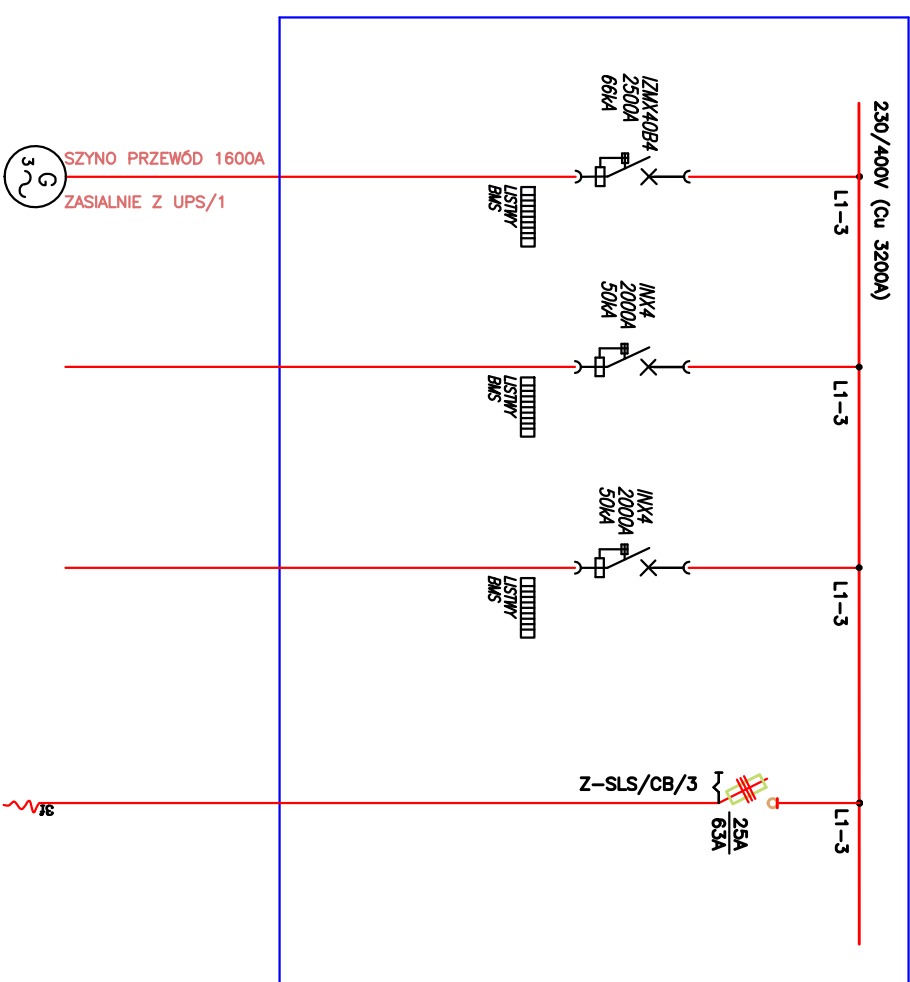 230/400V (Cu 3200A)
IZMX40B4
2500A
66kA
L1-3
SZYNO PRZEWÓD 1600A
ZASIALNIE Z UPS/1
G
3
LISTWY
BMS
INX4
2000A
50kA
L1-3
LISTWY
BMS
INX4
2000A
50kA
L1-3
LISTWY
BMS
Z-SLS/CB/3
25A
63A
L1-3